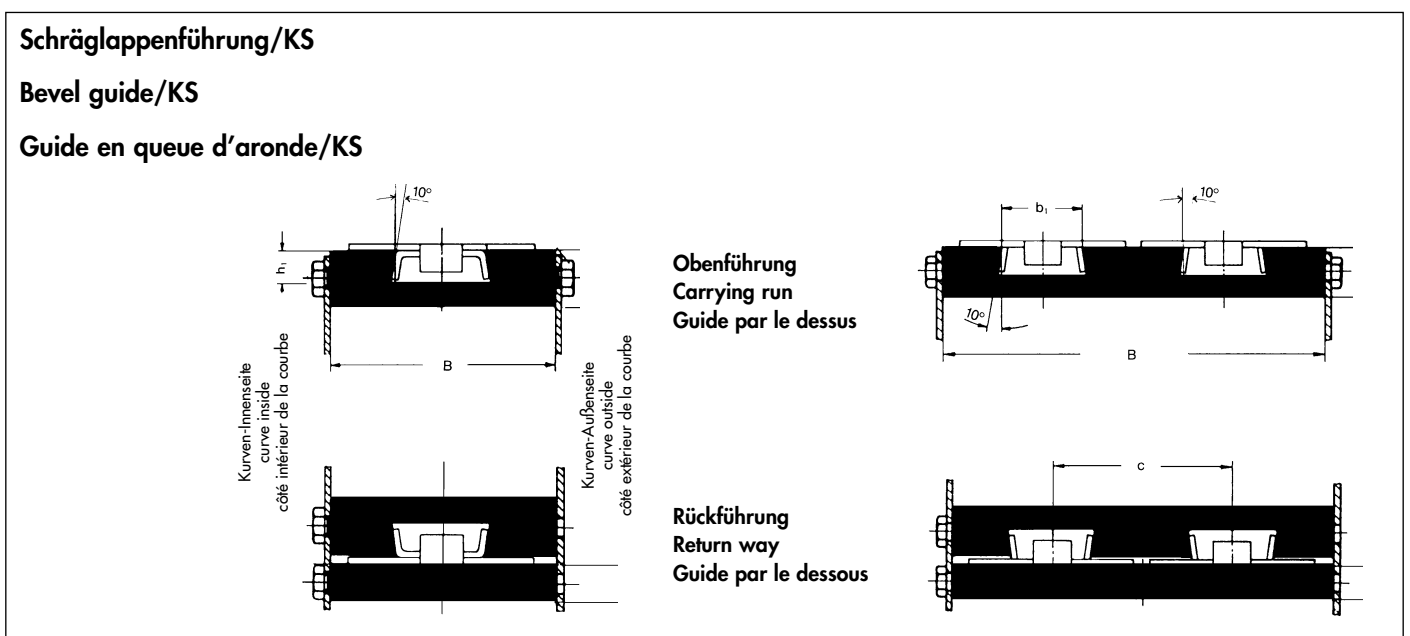 Schräglappenführung/KS
Bevel guide/KS
Guide en queue d'aronde/KS
10°
h₁
B
Kurven-Innenseite
curve inside
côté intérieur de la courbe
Kurven-Außenseite
curve outside
côté extérieur de la courbe
Obenführung
Carrying run
Guide par le dessus
b₁
10°
10°
B
Rückführung
Return way
Guide par le dessous
c